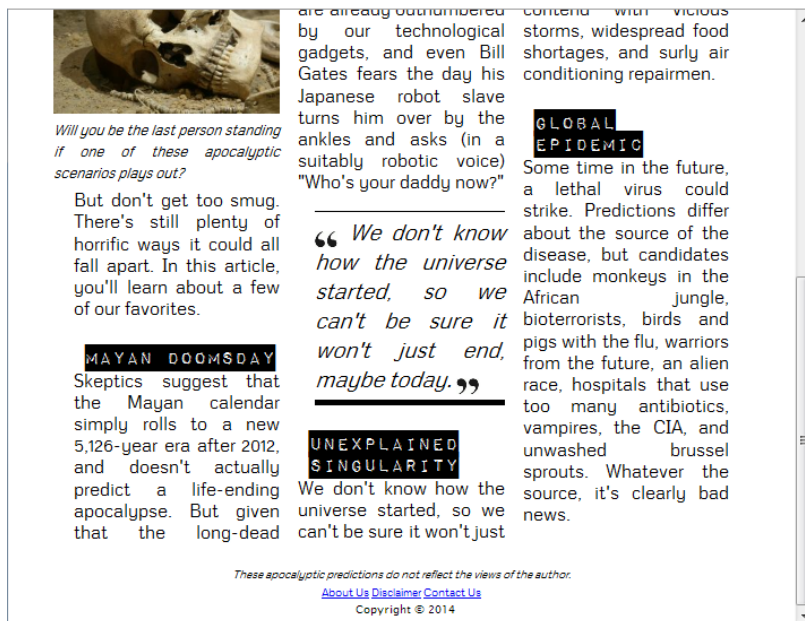 Will you be the last person standing
if one of these apocalyptic
scenarios plays out?
But don't get too smug.
There's still plenty of
horrific ways it could all
fall apart. In this article,
you'll learn about a few
of our favorites.
MAYAN DOOMSDAY
Skeptics suggest that
the Mayan calendar
simply rolls to a new
5,126-year era after 2012,
and doesn't actually
predict a life-ending
apocalypse. But given
that the long-dead
are already outnumbered
by our technological
gadgets, and even Bill
Gates fears the day his
Japanese robot slave
turns him over by the
ankles and asks (in a
suitably robotic voice)
"Who's your daddy now?"
“ We don't know
how the universe
started, so we
can't be sure it
won't just end,
maybe today. ”
UNEXPLAINED
SINGULARITY
We don't know how the
universe started, so we
can't be sure it won't just
contend with vicious
storms, widespread food
shortages, and surly air
conditioning repairmen.
GLOBAL
EPIDEMIC
Some time in the future,
a lethal virus could
strike. Predictions differ
about the source of the
disease, but candidates
include monkeys in the
African jungle,
bioterrorists, birds and
pigs with the flu, warriors
from the future, an alien
race, hospitals that use
too many antibiotics,
vampires, the CIA, and
unwashed brussel
sprouts. Whatever the
source, it's clearly bad
news.
These apocalyptic predictions do not reflect the views of the author.
About Us Disclaimer Contact Us
Copyright © 2014